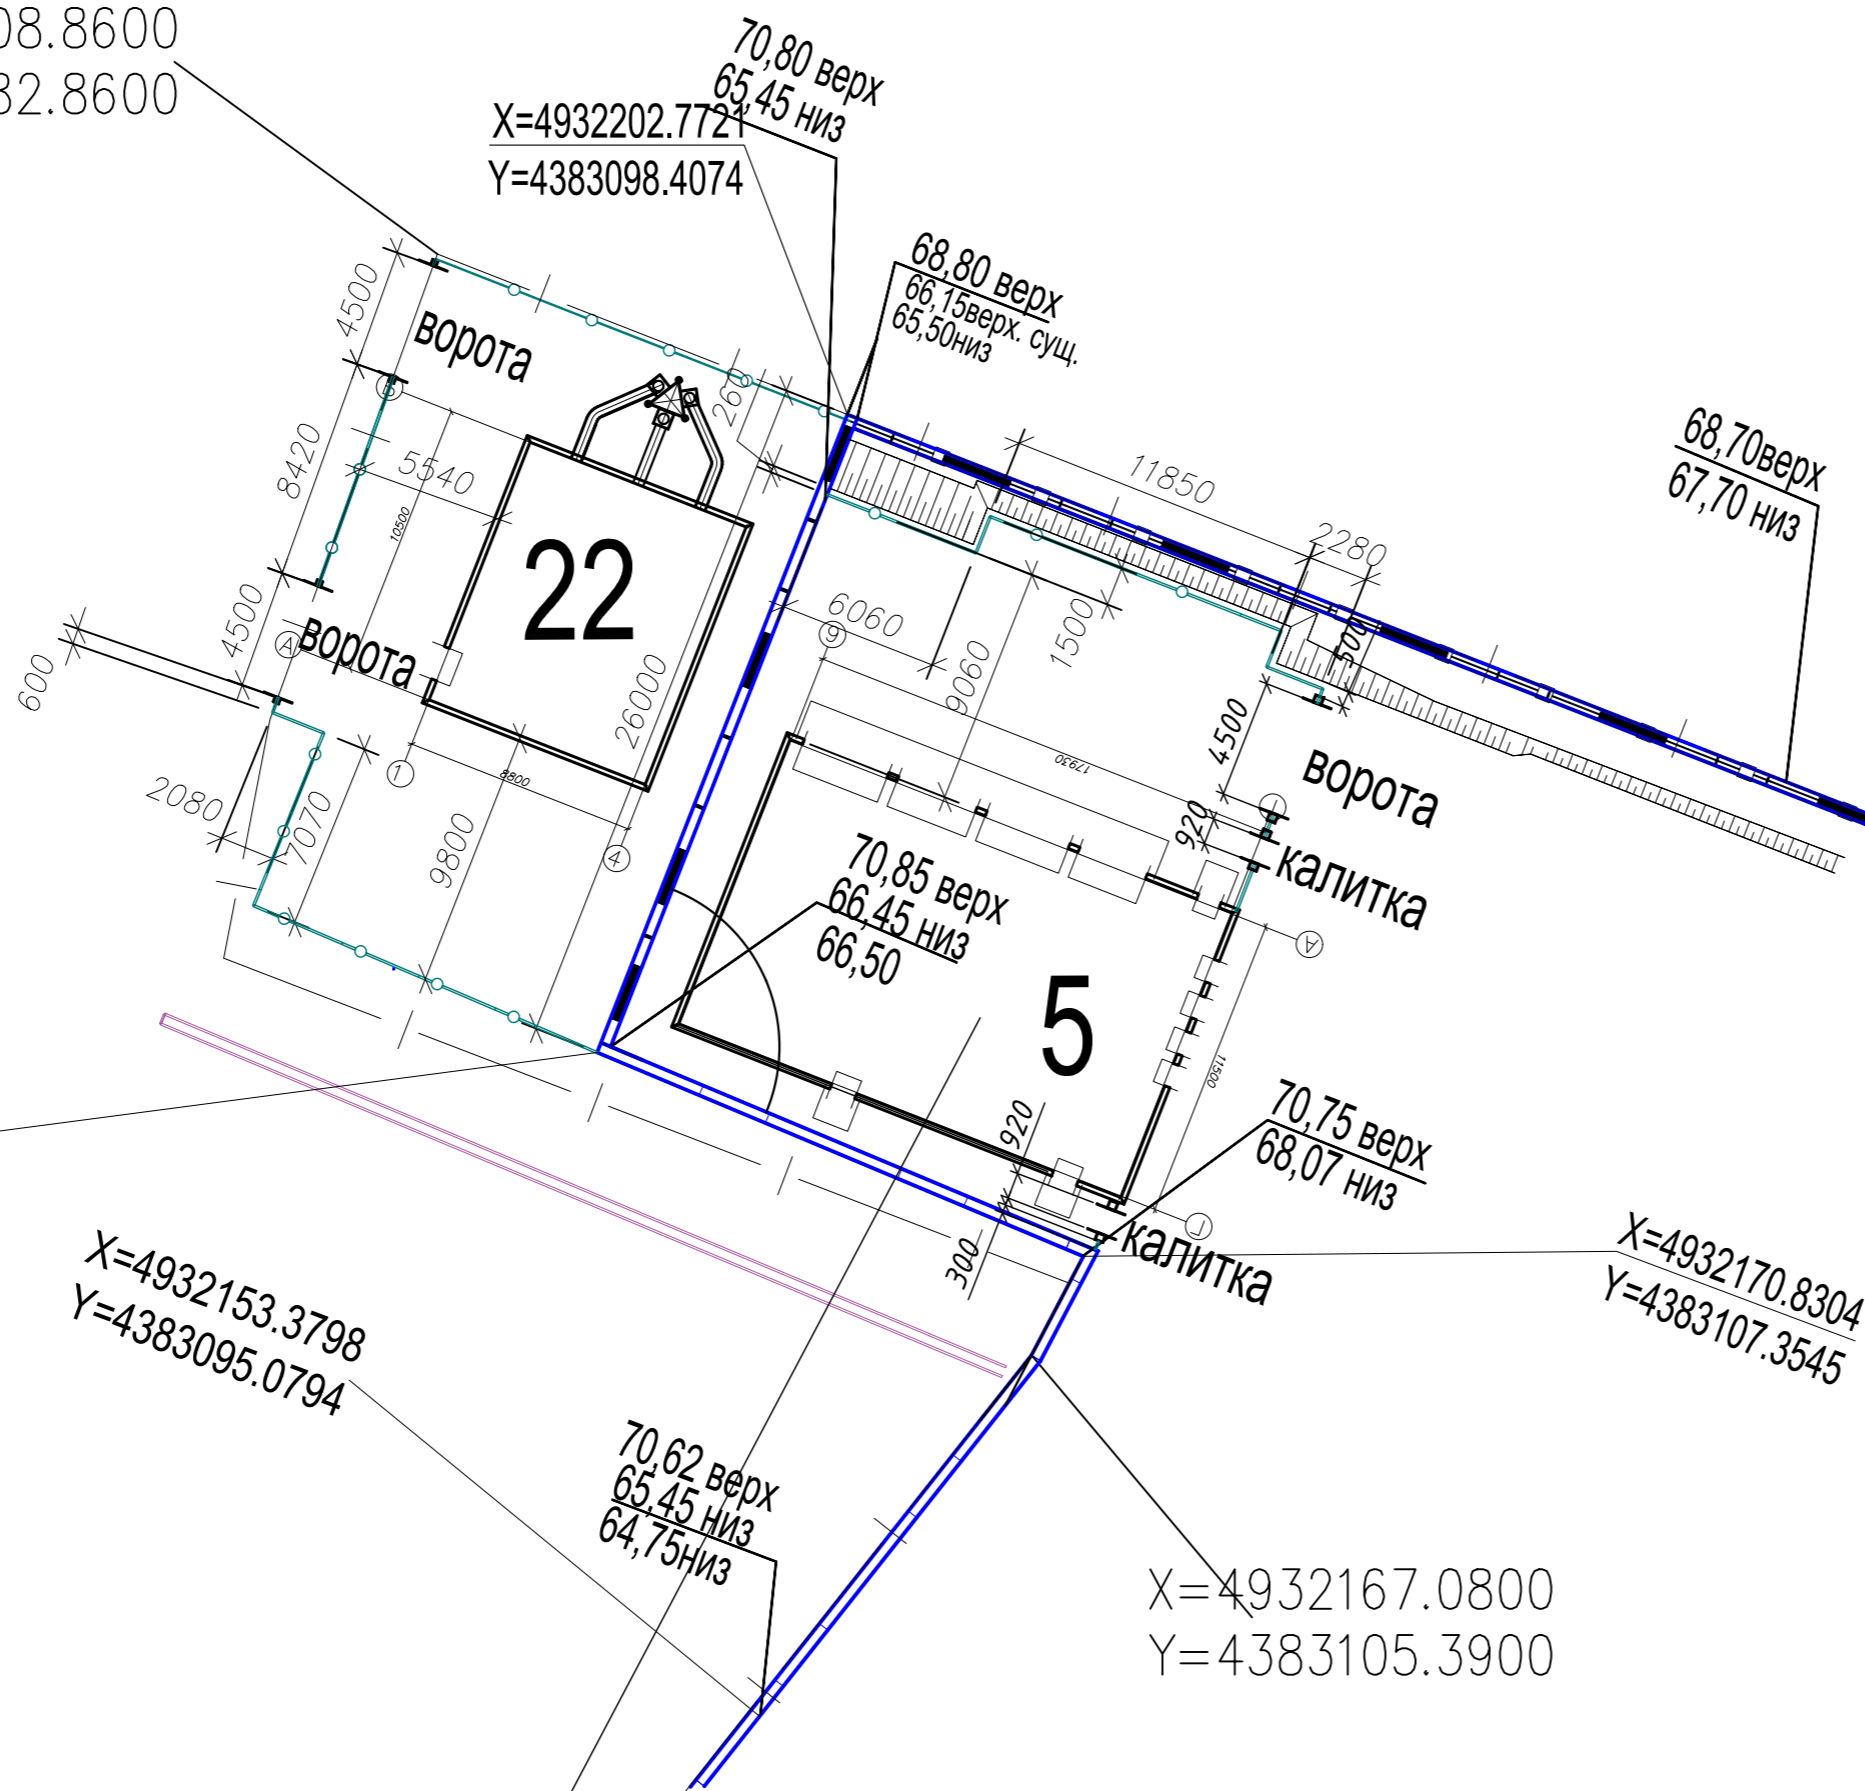 08.8600
32.8600
70,80 верх
65,45 низ
X=4932202.7721
Y=4383098.4074
68,80 верх
66,15верх. сущ.
65,50низ
68,70верх
67,70 низ
4500
ворота
Б
260
11850
2280
8420
5540
10500
22
6060
6
1500
500
4500
А
ворота
600
26000
9060
17930
4500
ворота
1
8800
2080
7070
9800
4
920
калитка
70,85 верх
66,45 низ
66,50
А
5
11500
920
70,75 верх
68,07 низ
Г
300
калитка
X=4932170.8304
Y=4383107.3545
X=4932153.3798
Y=4383095.0794
70,62 верх
65,45 низ
64,75низ
X=4932167.0800
Y=4383105.3900